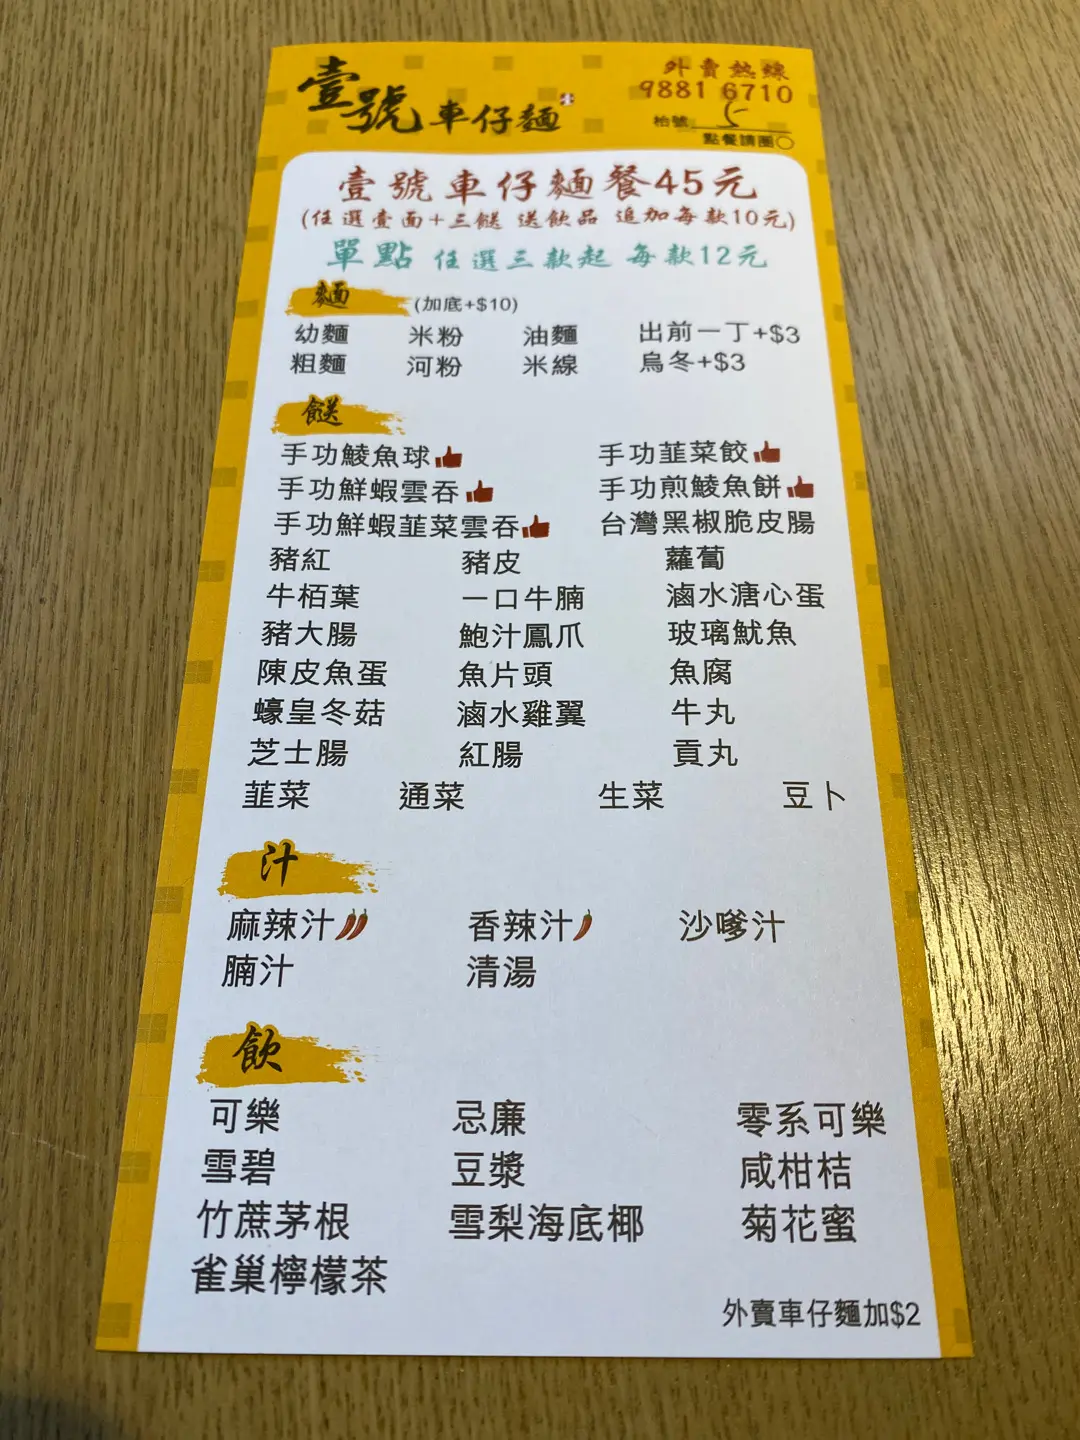 壹號車仔麵
外賣熱線
9881 6710
枱號 5
點餐請圈○
壹號車仔麵餐45元
(任選壹面+三餸 送飲品 追加每款10元)
單點 任選三款起 每款12元
麵 (加底+$10)
幼麵 米粉 油麵 出前一丁+$3
粗麵 河粉 米線 烏冬+$3
餸
手功鯪魚球 手功韮菜餃
手功鮮蝦雲吞 手功煎鯪魚餅
手功鮮蝦韮菜雲吞 台灣黑椒脆皮腸
豬紅 豬皮 蘿蔔
牛栢葉 一口牛腩 滷水溏心蛋
豬大腸 鮑汁鳳爪 玻璃魷魚
陳皮魚蛋 魚片頭 魚腐
蠔皇冬菇 滷水雞翼 牛丸
芝士腸 紅腸 貢丸
韮菜 通菜 生菜 豆卜
汁
麻辣汁 香辣汁 沙嗲汁
腩汁 清湯
飲
可樂 忌廉 零系可樂
雪碧 豆漿 咸柑桔
竹蔗茅根 雪梨海底椰 菊花蜜
雀巢檸檬茶
外賣車仔麵加$2